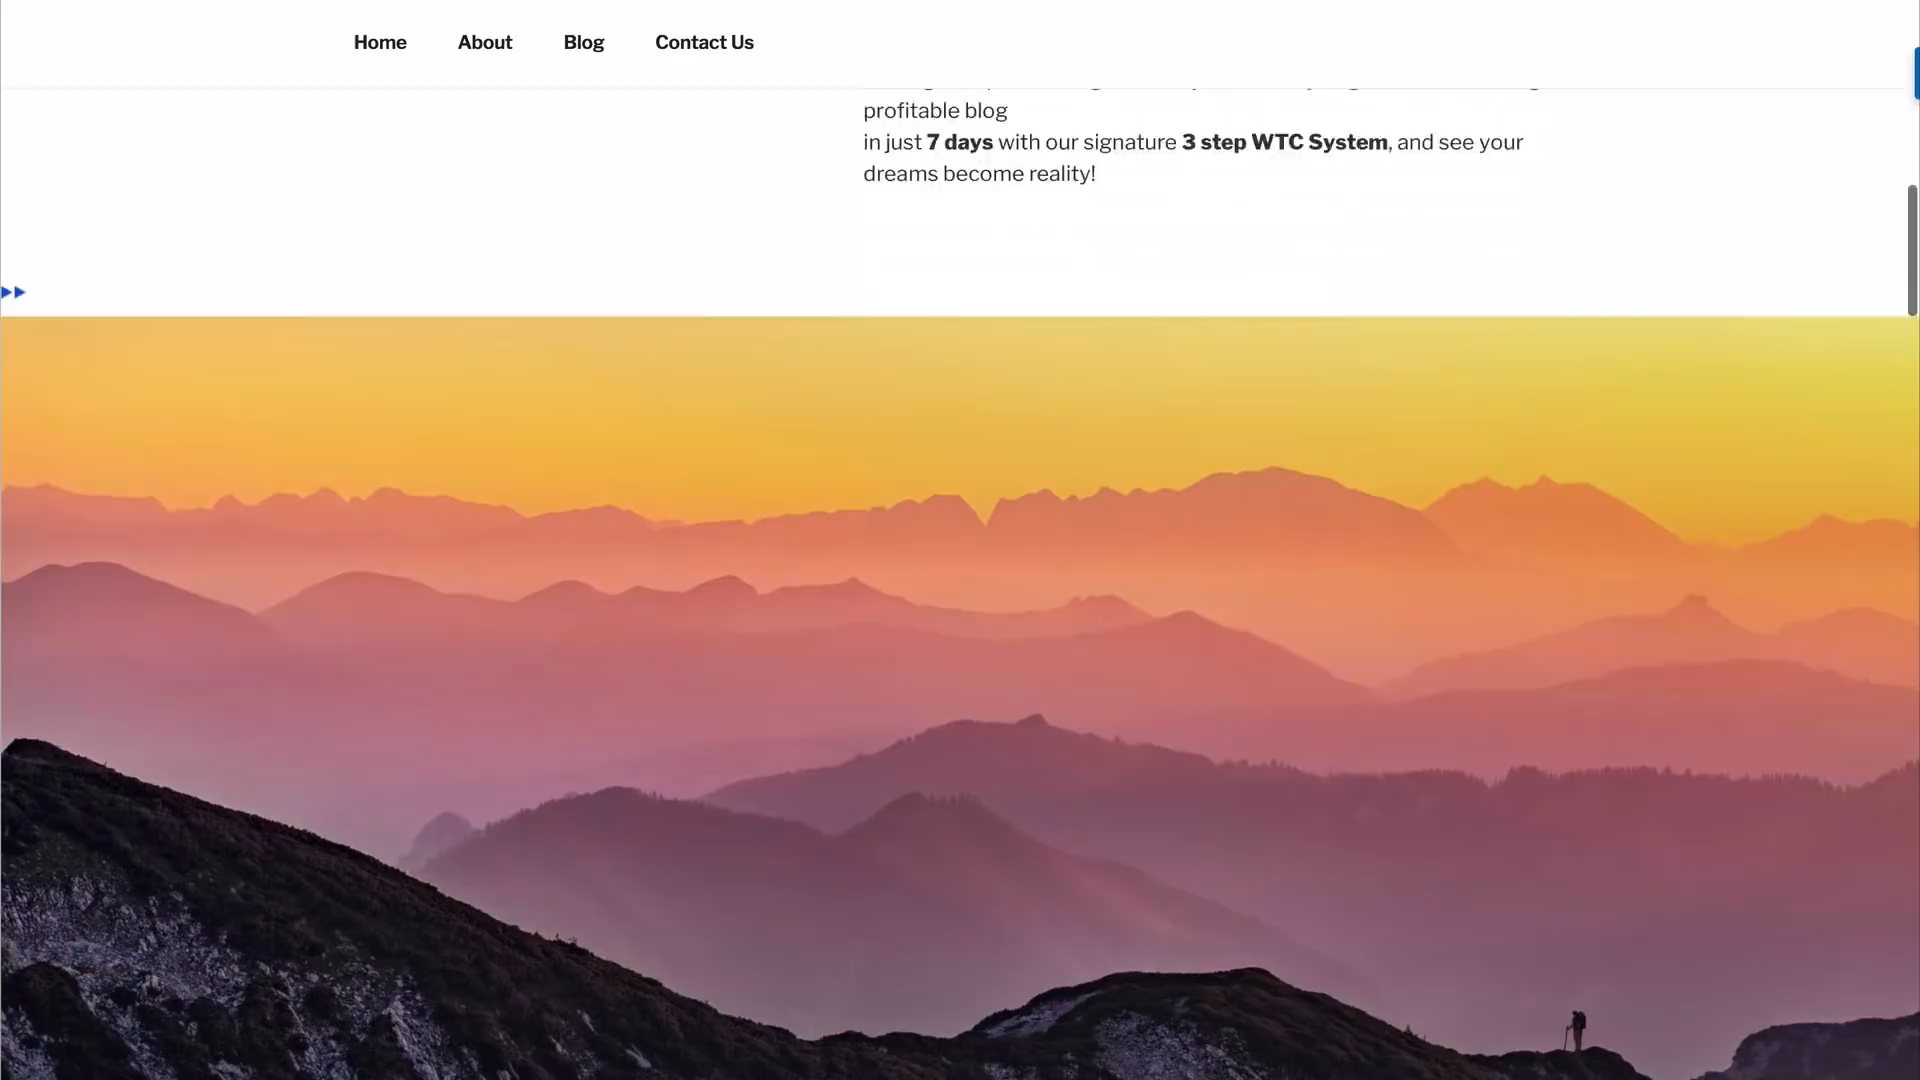 Home About Blog Contact Us
profitable blog
in just 7 days with our signature 3 step WTC System, and see your
dreams become reality!